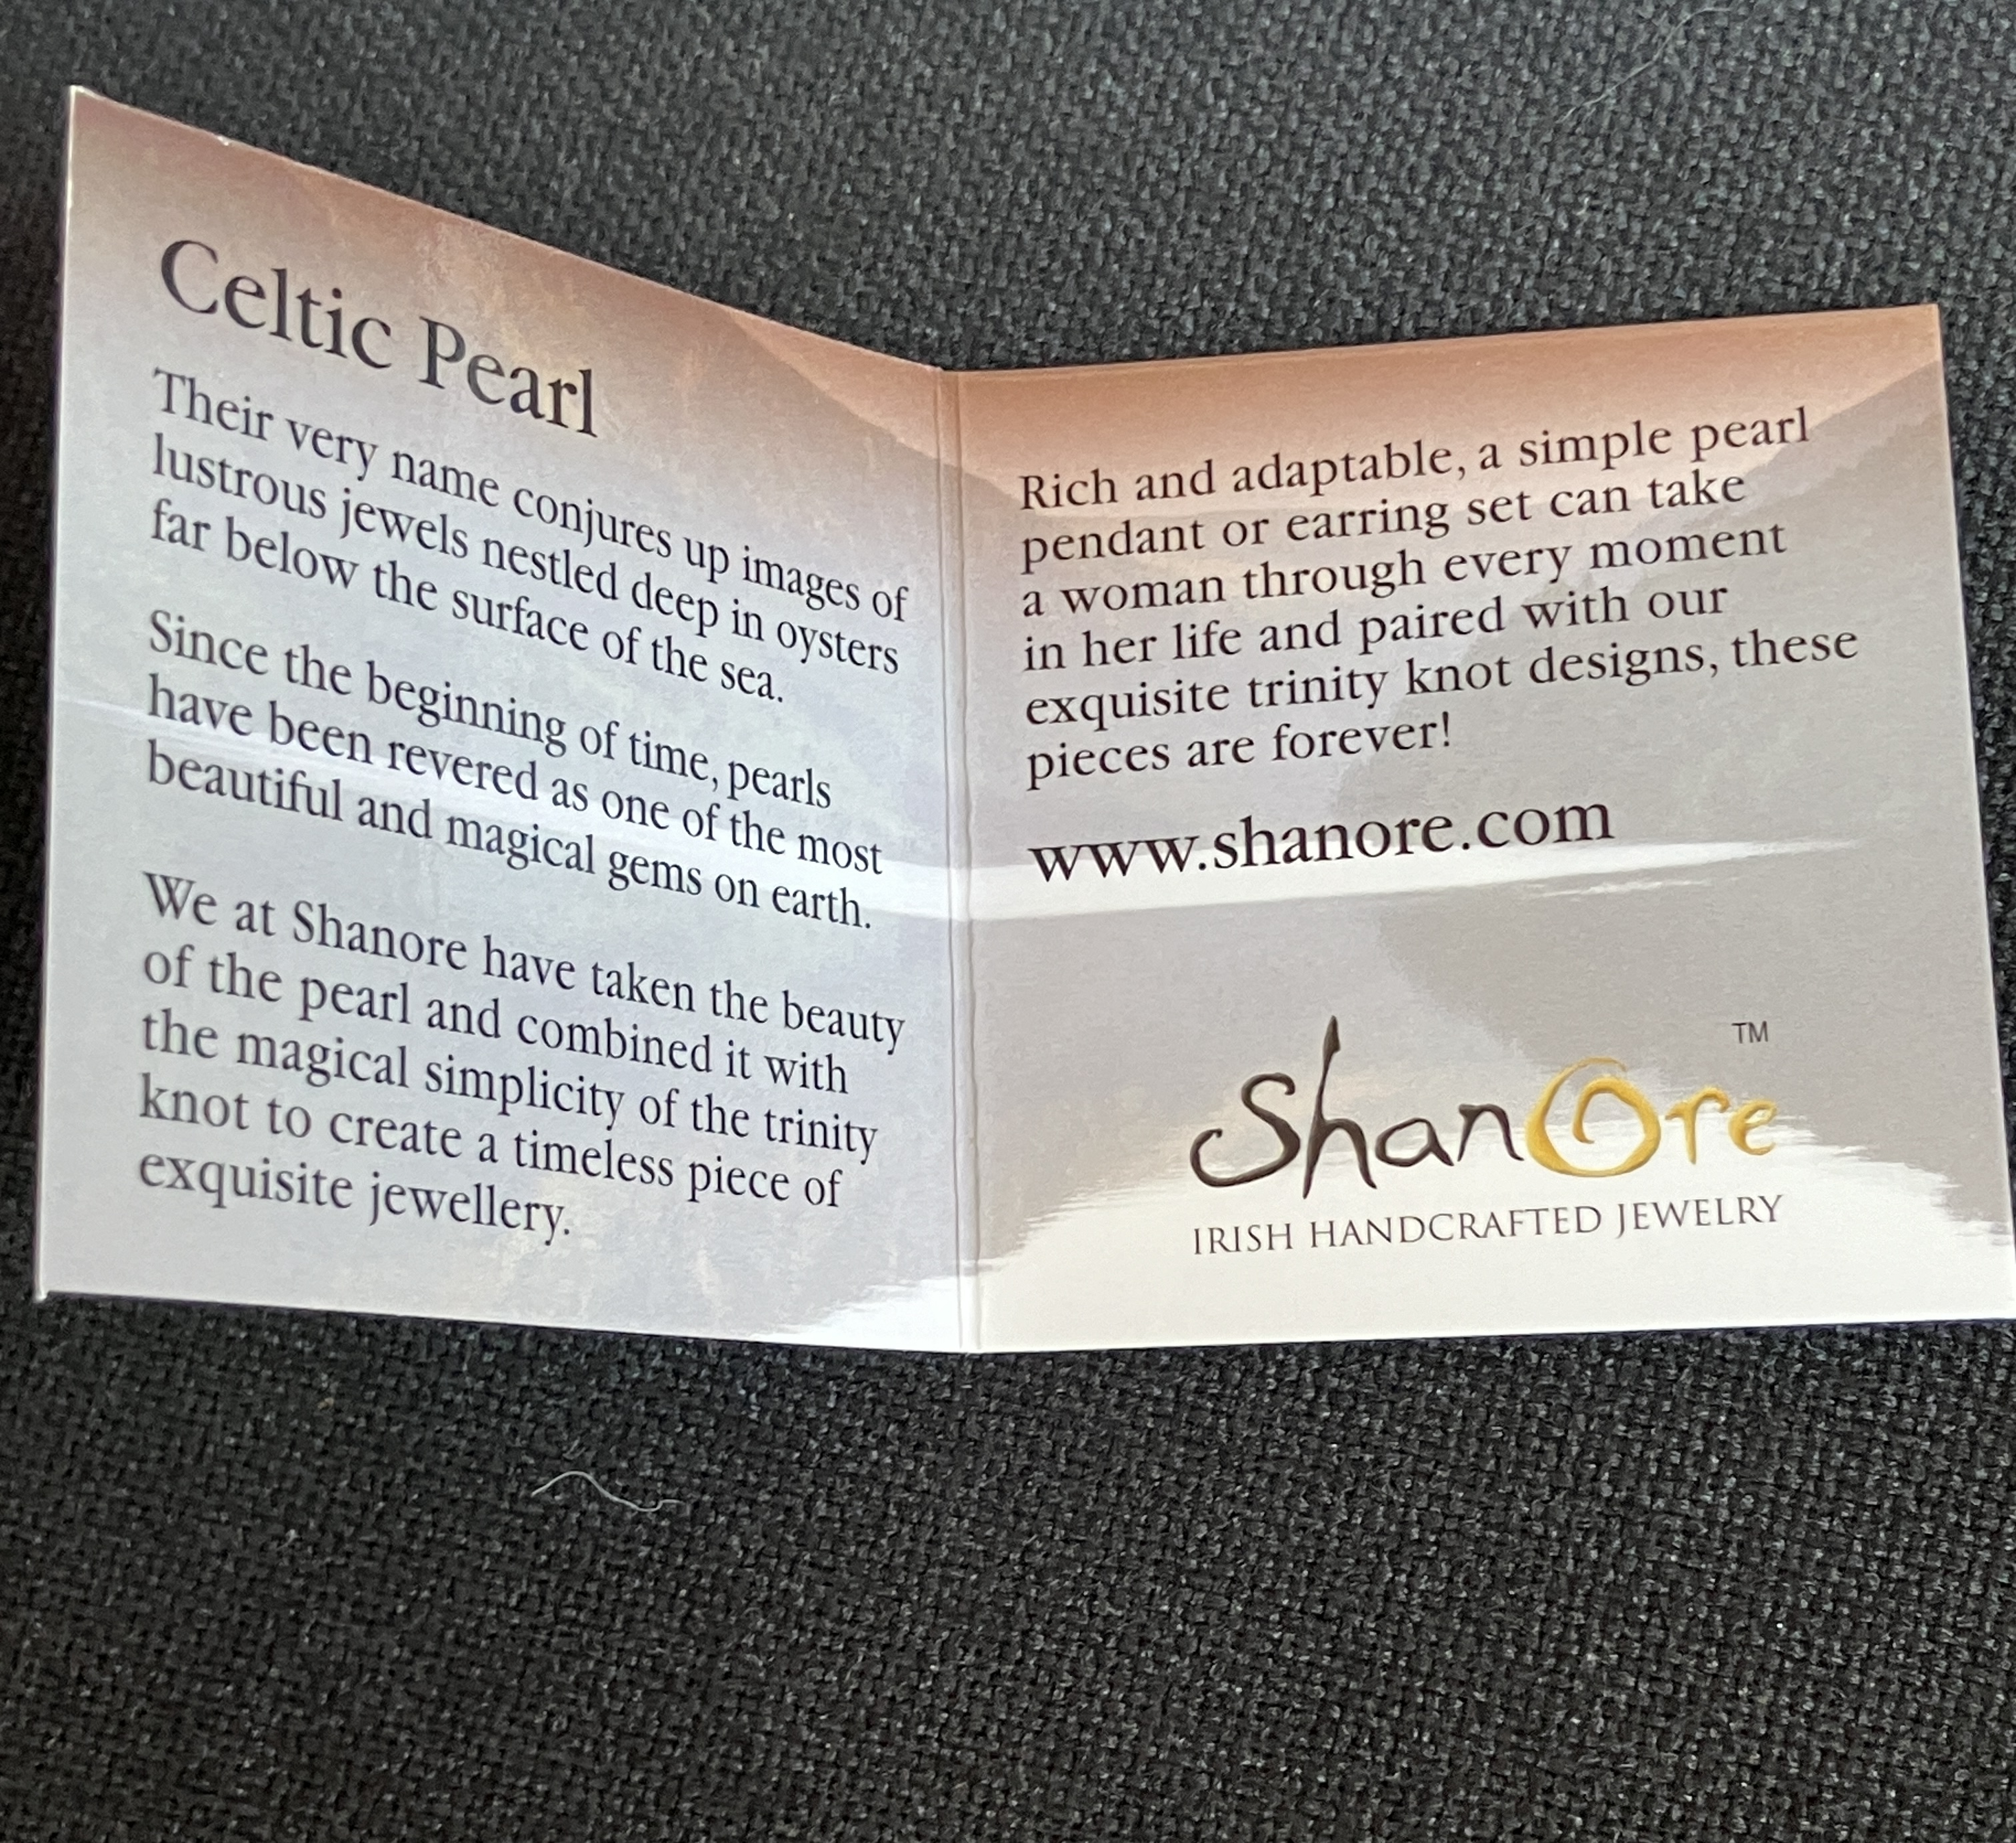 Celtic Pearl
Their very name conjures up images of
lustrous jewels nestled deep in oysters
far below the surface of the sea.
Since the beginning of time, pearls
have been revered as one of the most
beautiful and magical gems on earth.
We at Shanore have taken the beauty
of the pearl and combined it with
the magical simplicity of the trinity
knot to create a timeless piece of
exquisite jewellery.
Rich and adaptable, a simple pearl
pendant or earring set can take
a woman through every moment
in her life and paired with our
exquisite trinity knot designs, these
pieces are forever!
www.shanore.com
ShanOre TM
IRISH HANDCRAFTED JEWELRY